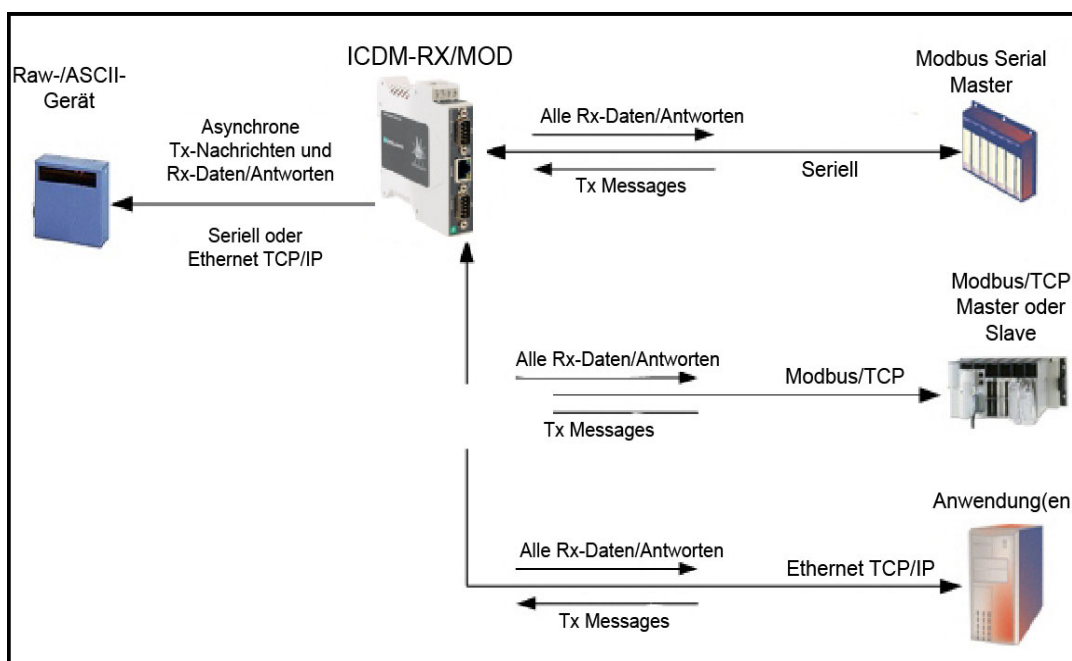 ICDM-RX/MOD
Raw-/ASCII-
Gerät
Asynchrone
Tx-Nachrichten und
Rx-Daten/Antworten
Seriell oder
Ethernet TCP/IP
Alle Rx-Daten/Antworten
Seriell
Tx Messages
Modbus Serial
Master
Alle Rx-Daten/Antworten
Modbus/TCP
Tx Messages
Modbus/TCP
Master oder
Slave
Alle Rx-Daten/Antworten
Ethernet TCP/IP
Tx Messages
Anwendung(en